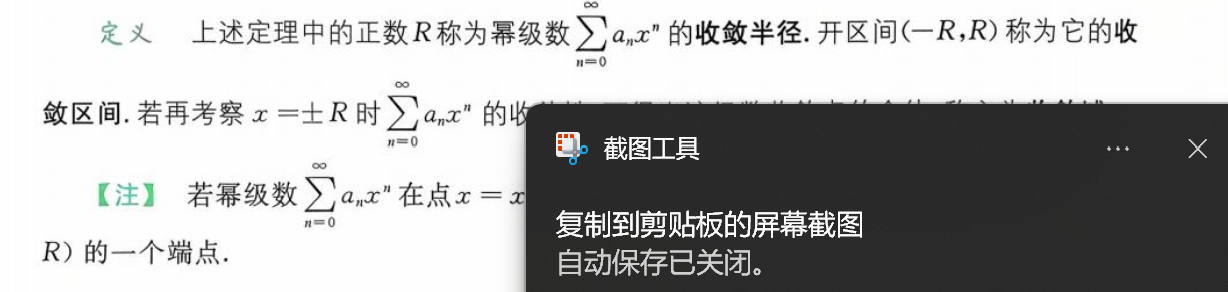 定义 上述定理中的正数R称为幂级数∑_{n=0}^{∞} aₙxⁿ 的收敛半径. 开区间(−R,R) 称为它的收
敛区间. 若再考察 x =士 R 时 ∑_{n=0}^{∞} aₙxⁿ 的收
【注】 若幂级数 ∑_{n=0}^{∞} aₙxⁿ 在点 x = x
R) 的一个端点.
截图工具
复制到剪贴板的屏幕截图
自动保存已关闭。